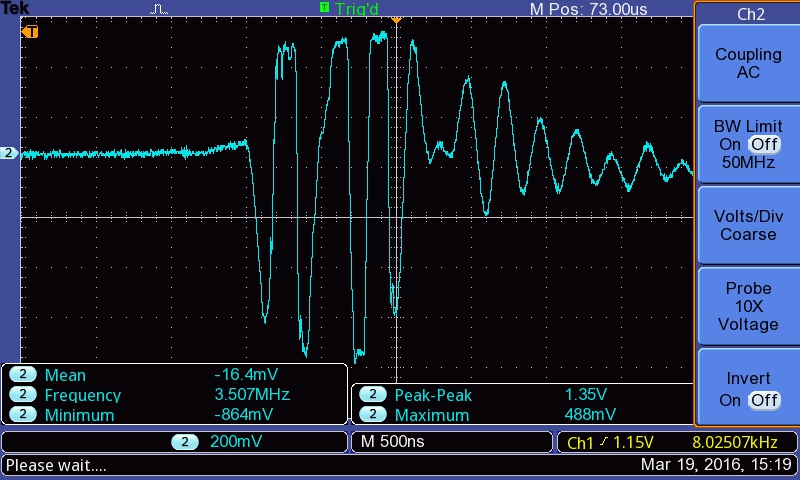 Tek T Trig'd M Pos: 73.00us
Ch2
T
Coupling
AC
BW Limit
On Off
50MHz
2
Volts/Div
Coarse
Probe
10X
Voltage
Invert
On Off
2 Mean -16.4mV
2 Frequency 3.507MHz
2 Minimum -864mV
2 Peak-Peak 1.35V
2 Maximum 488mV
2 200mV M 500ns Ch1 1.15V 8.02507kHz
Please wait.... Mar 19, 2016, 15:19